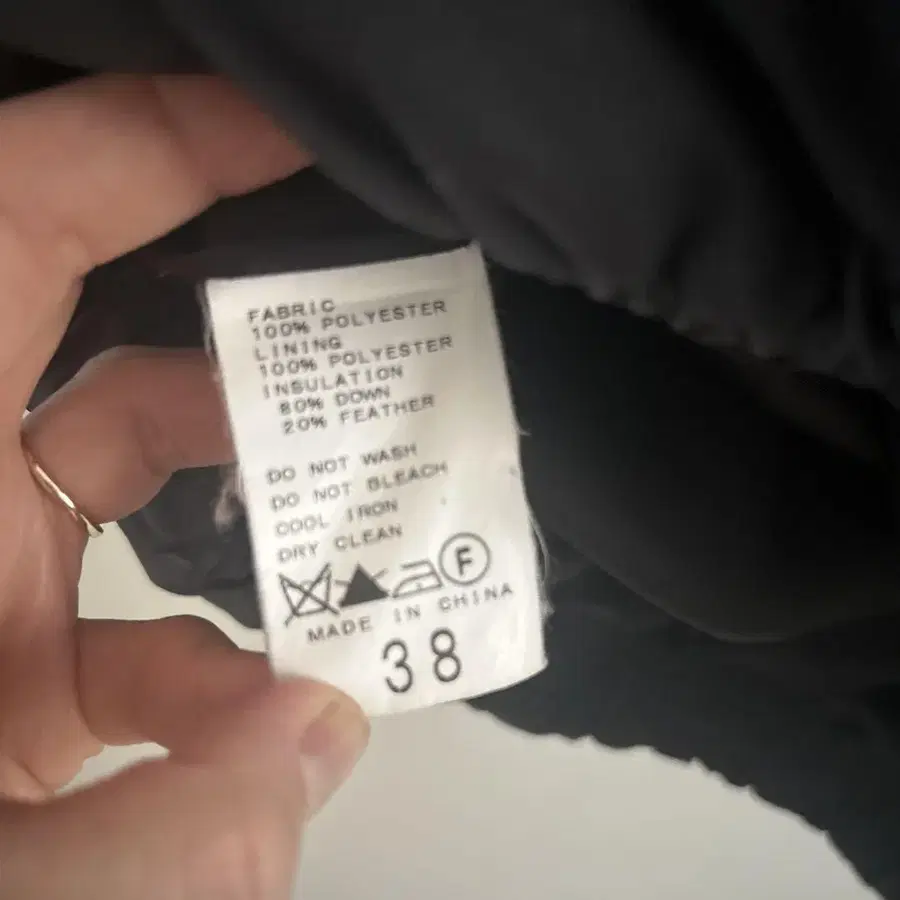 FABRIC
100% POLYESTER
LINING
100% POLYESTER
INSULATION
80% DOWN
20% FEATHER
DO NOT WASH
DO NOT BLEACH
COOL IRON
DRY CLEAN
F
MADE IN CHINA
38